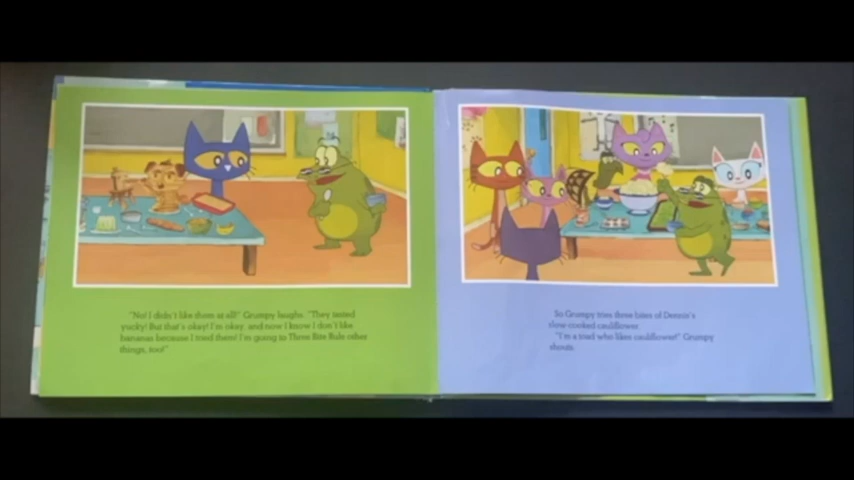 "No! I didn't like them at all!" Grumpy laughs. "They tasted
yucky! But that's okay! I'm okay, and now I know I don't like
bananas because I tried them! I'm going to Three Bite Rule other
things, too!"
So Grumpy tries three bites of Dennis's
slow-cooked cauliflower.
"I'm a toad who likes cauliflower!" Grumpy
shouts.